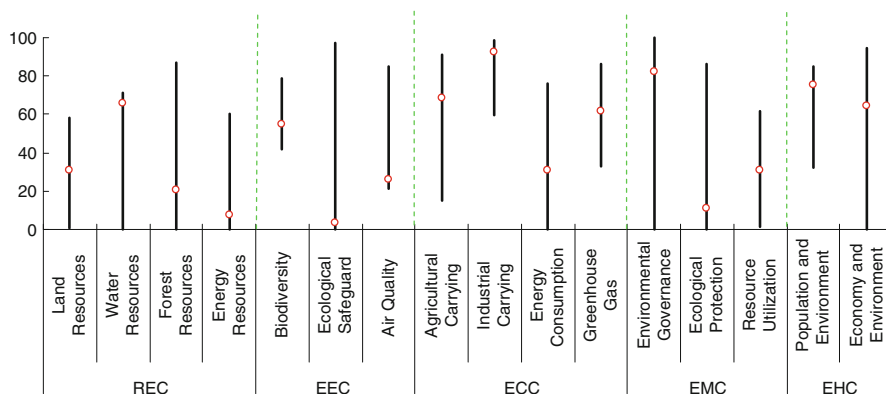 100
80
60
40
20
0
Land
Resources
Water
Resources
Forest
Resources
Energy
Resources
Biodiversity
Ecological
Safeguard
Air Quality
Agricultural
Carrying
Industrial
Carrying
Energy
Consumption
Greenhouse
Gas
Environmental
Governance
Ecological
Protection
Resource
Utilization
Population and
Environment
Economy and
Environment
REC
EEC
ECC
EMC
EHC